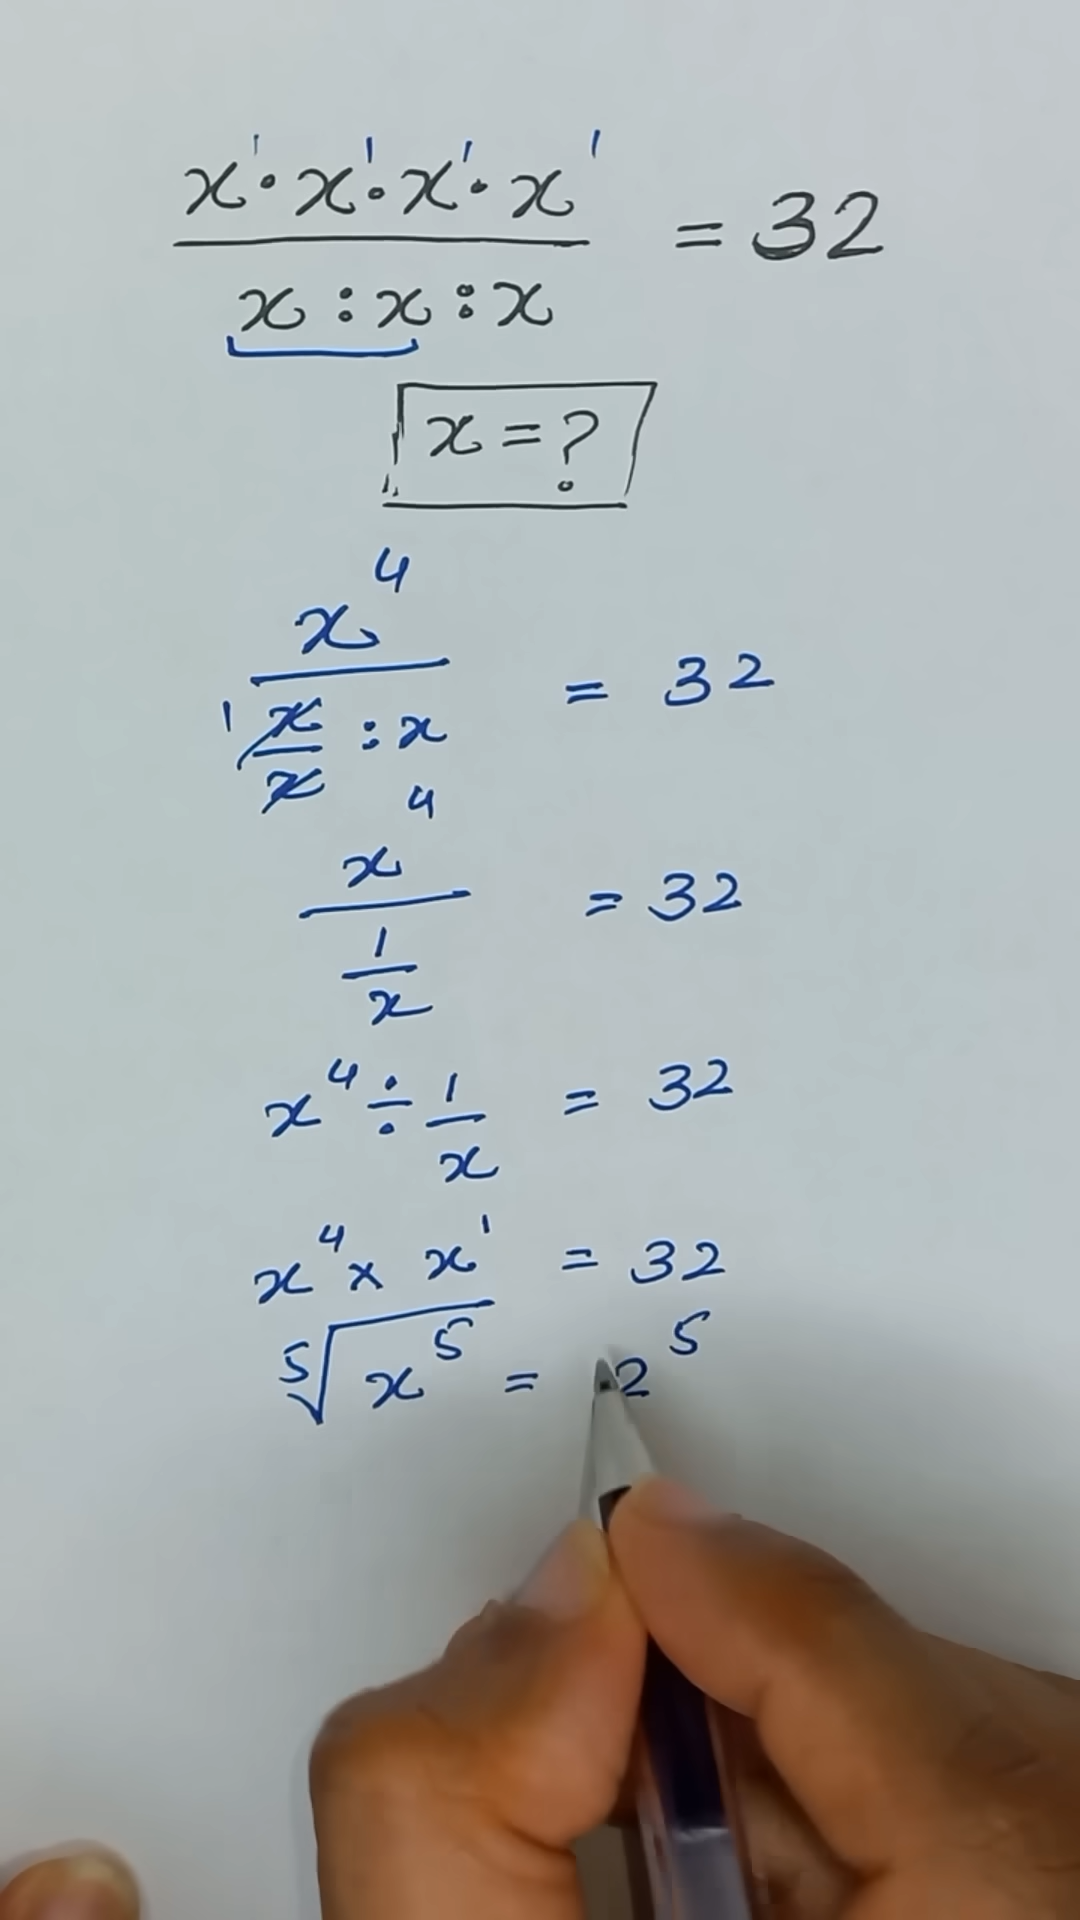 x¹ · x¹ · x¹ · x¹ / x : x : x = 32
x = ?
x⁴ / (x/x) : x = 32
1
x⁴ / (1/x) = 32
x⁴ ÷ 1/x = 32
x⁴ × x¹ = 32
⁵√x⁵ = 2⁵